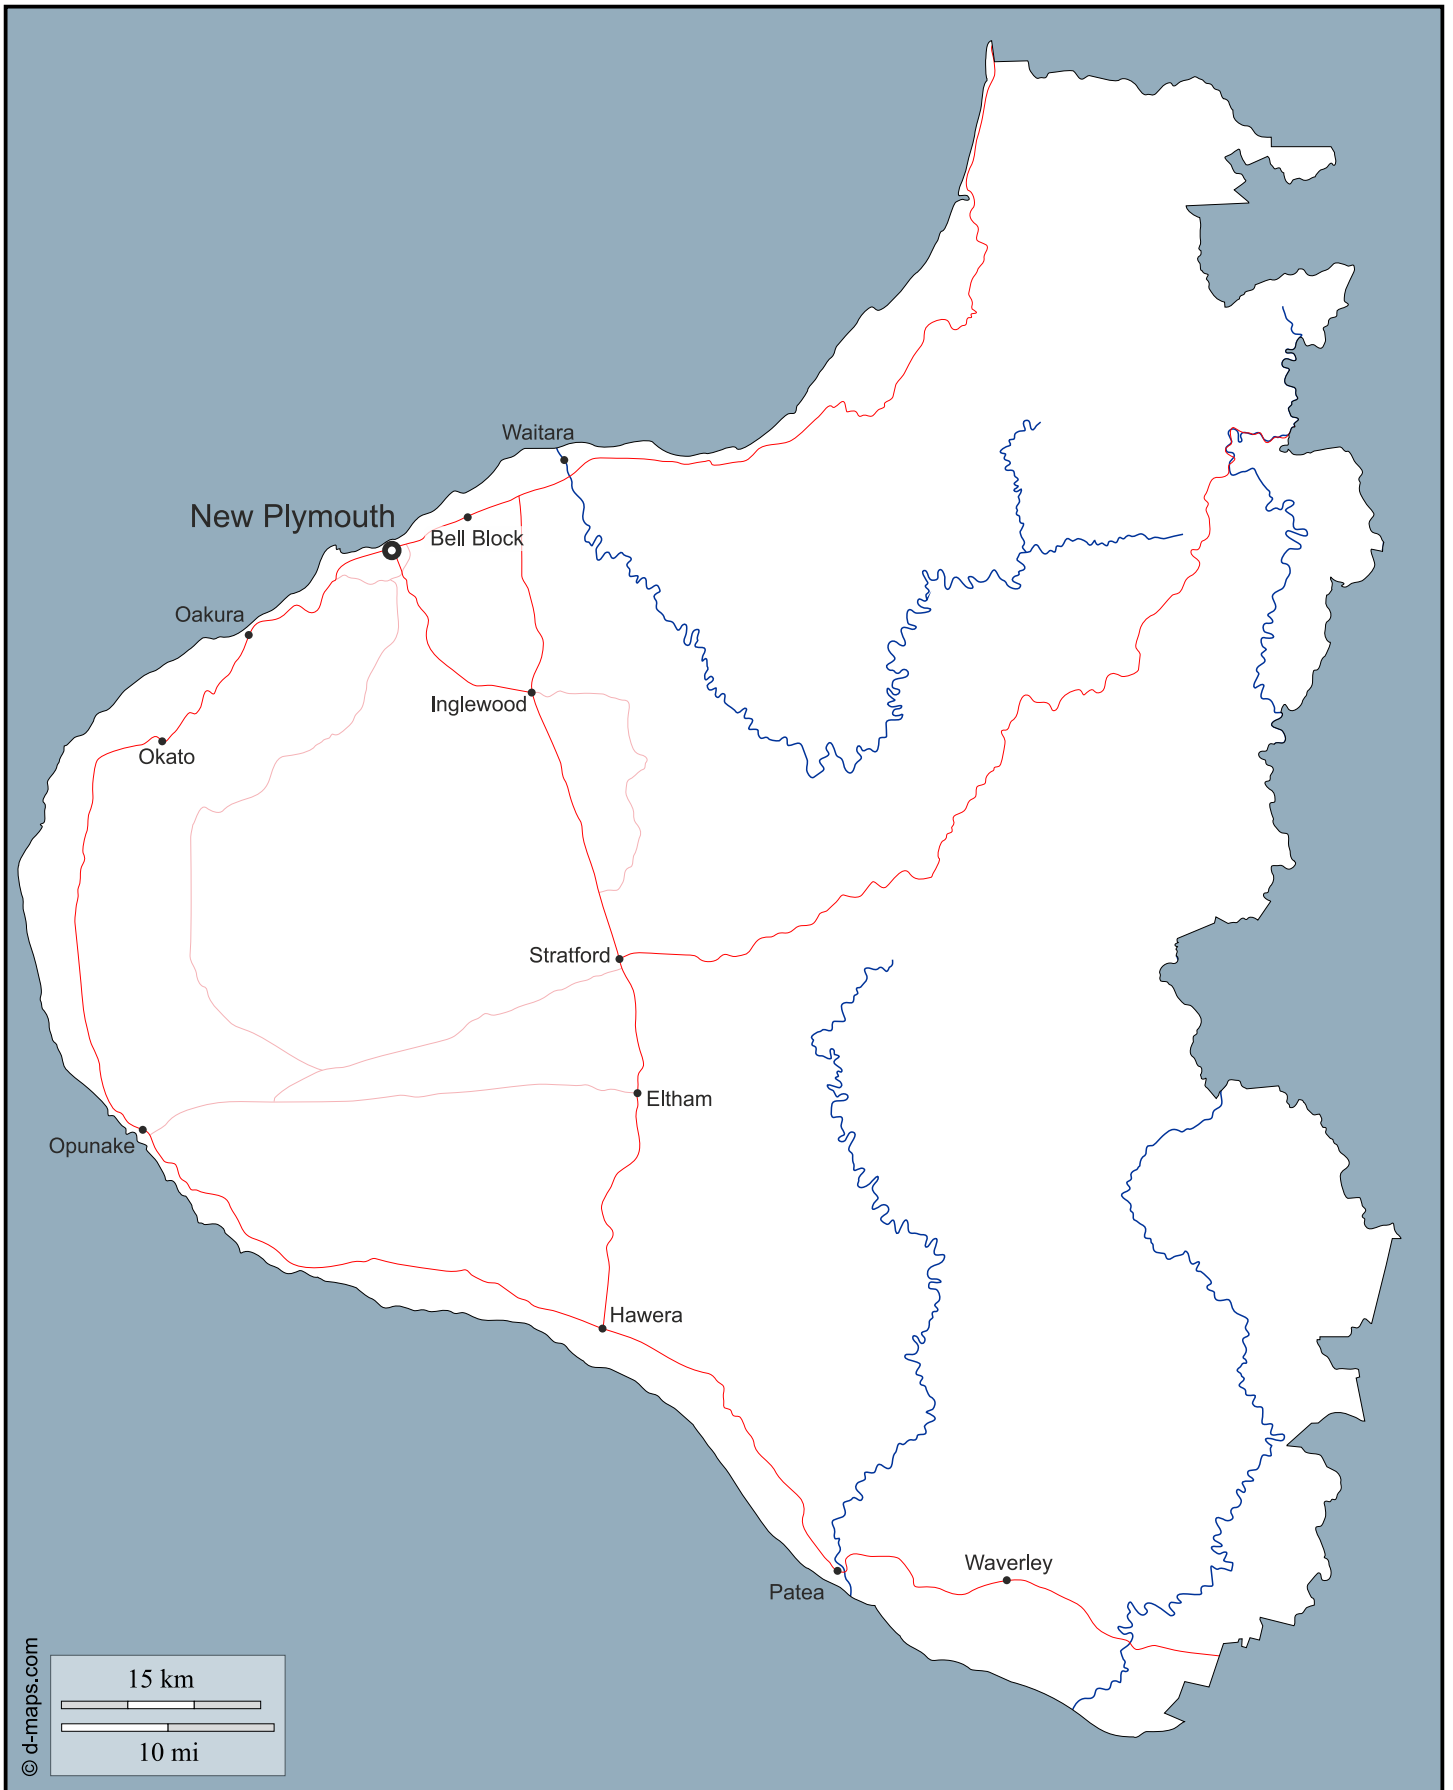 Waitara
New Plymouth
Bell Block
Oakura
Inglewood
Okato
Stratford
Eltham
Opunake
Hawera
Waverley
Patea
15 km
10 mi
© d-maps.com